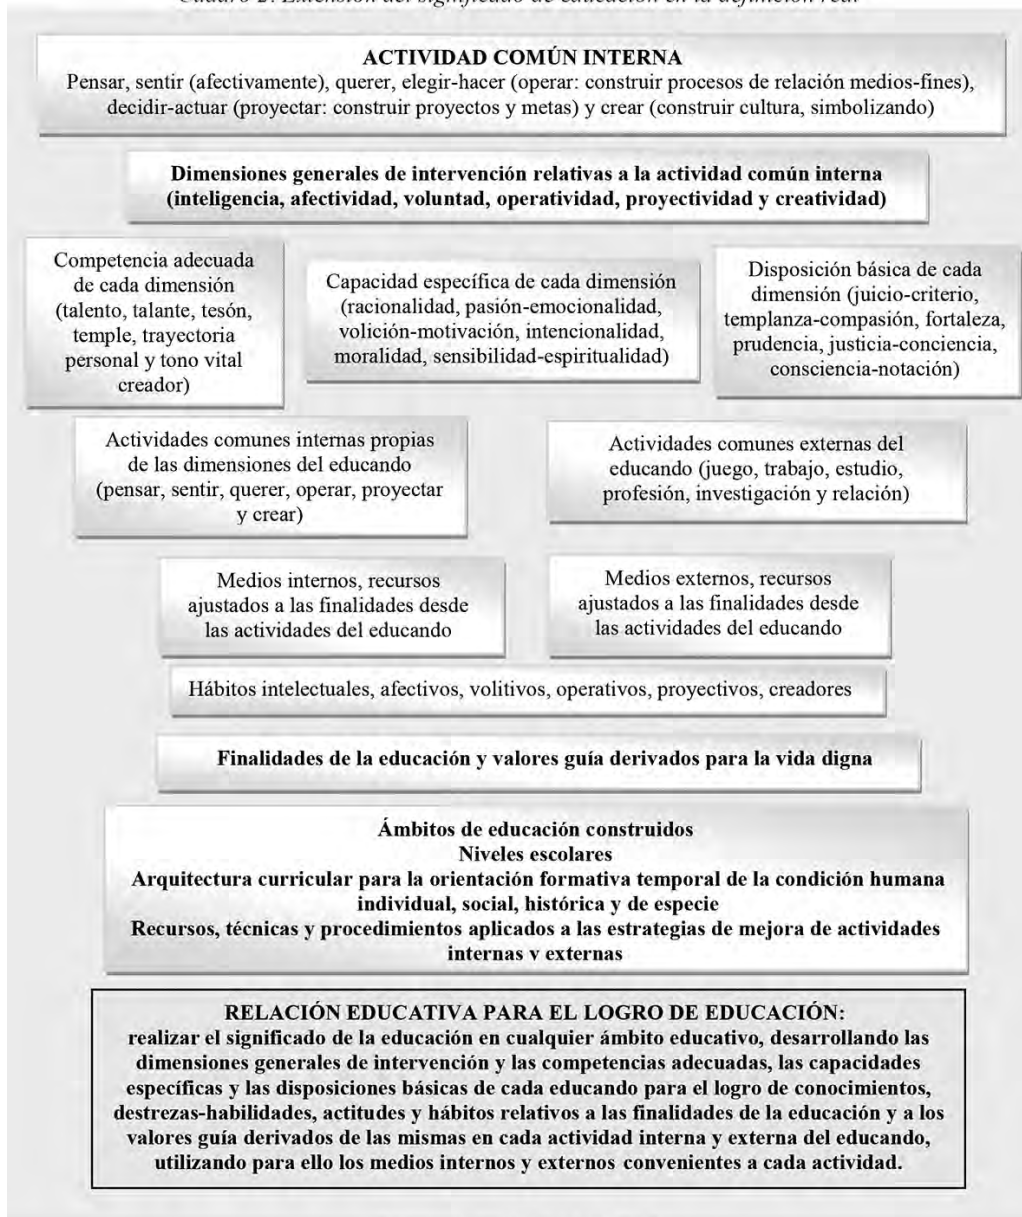 Cuadro 2. Extensión del significado de educación en la definición real
ACTIVIDAD COMÚN INTERNA
Pensar, sentir (afectivamente), querer, elegir-hacer (operar: construir procesos de relación medios-fines),
decidir-actuar (proyectar: construir proyectos y metas) y crear (construir cultura, simbolizando)
Dimensiones generales de intervención relativas a la actividad común interna
(inteligencia, afectividad, voluntad, operatividad, proyectividad y creatividad)
Competencia adecuada
de cada dimensión
(talento, talante, tesón,
temple, trayectoria
personal y tono vital
creador)
Capacidad específica de cada dimensión
(racionalidad, pasión-emocionalidad,
volición-motivación, intencionalidad,
moralidad, sensibilidad-espiritualidad)
Disposición básica de cada
dimensión (juicio-criterio,
templanza-compasión, fortaleza,
prudencia, justicia-conciencia,
consciencia-notación)
Actividades comunes internas propias
de las dimensiones del educando
(pensar, sentir, querer, operar, proyectar
y crear)
Actividades comunes externas del
educando (juego, trabajo, estudio,
profesión, investigación y relación)
Medios internos, recursos
ajustados a las finalidades desde
las actividades del educando
Medios externos, recursos
ajustados a las finalidades desde
las actividades del educando
Hábitos intelectuales, afectivos, volitivos, operativos, proyectivos, creadores
Finalidades de la educación y valores guía derivados para la vida digna
Ámbitos de educación construidos
Niveles escolares
Arquitectura curricular para la orientación formativa temporal de la condición humana
individual, social, histórica y de especie
Recursos, técnicas y procedimientos aplicados a las estrategias de mejora de actividades
internas y externas
RELACIÓN EDUCATIVA PARA EL LOGRO DE EDUCACIÓN:
realizar el significado de la educación en cualquier ámbito educativo, desarrollando las
dimensiones generales de intervención y las competencias adecuadas, las capacidades
específicas y las disposiciones básicas de cada educando para el logro de conocimientos,
destrezas-habilidades, actitudes y hábitos relativos a las finalidades de la educación y a los
valores guía derivados de las mismas en cada actividad interna y externa del educando,
utilizando para ello los medios internos y externos convenientes a cada actividad.